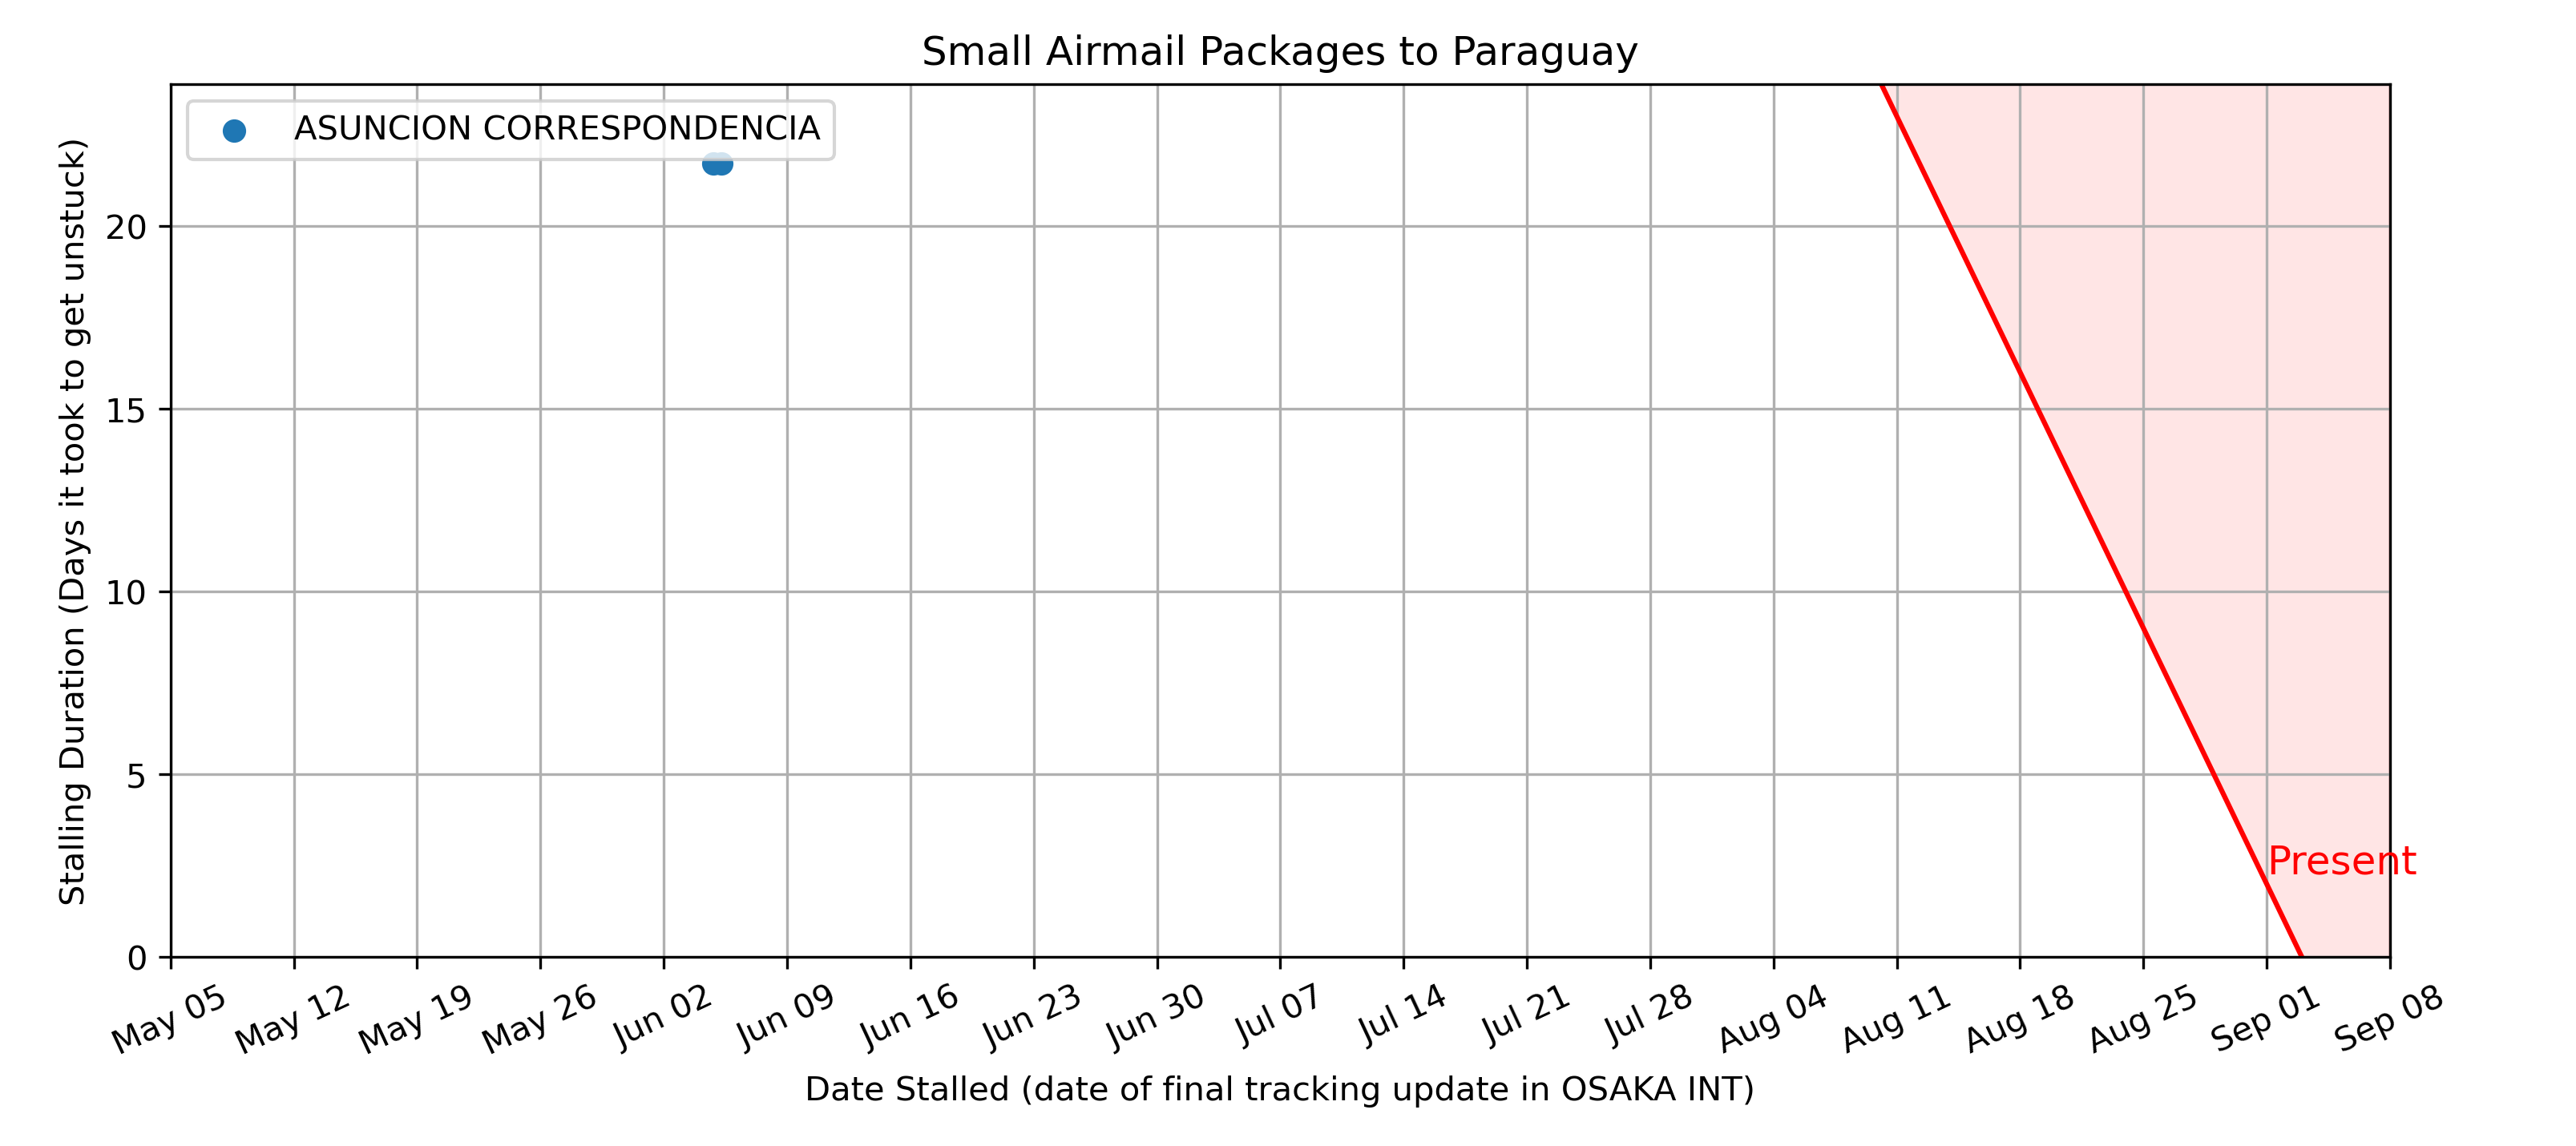 Small Airmail Packages to Paraguay
ASUNCION CORRESPONDENCIA
Stalling Duration (Days it took to get unstuck)
20
15
10
5
0
Present
May 05
May 12
May 19
May 26
Jun 02
Jun 09
Jun 16
Jun 23
Jun 30
Jul 07
Jul 14
Jul 21
Jul 28
Aug 04
Aug 11
Aug 18
Aug 25
Sep 01
Sep 08
Date Stalled (date of final tracking update in OSAKA INT)